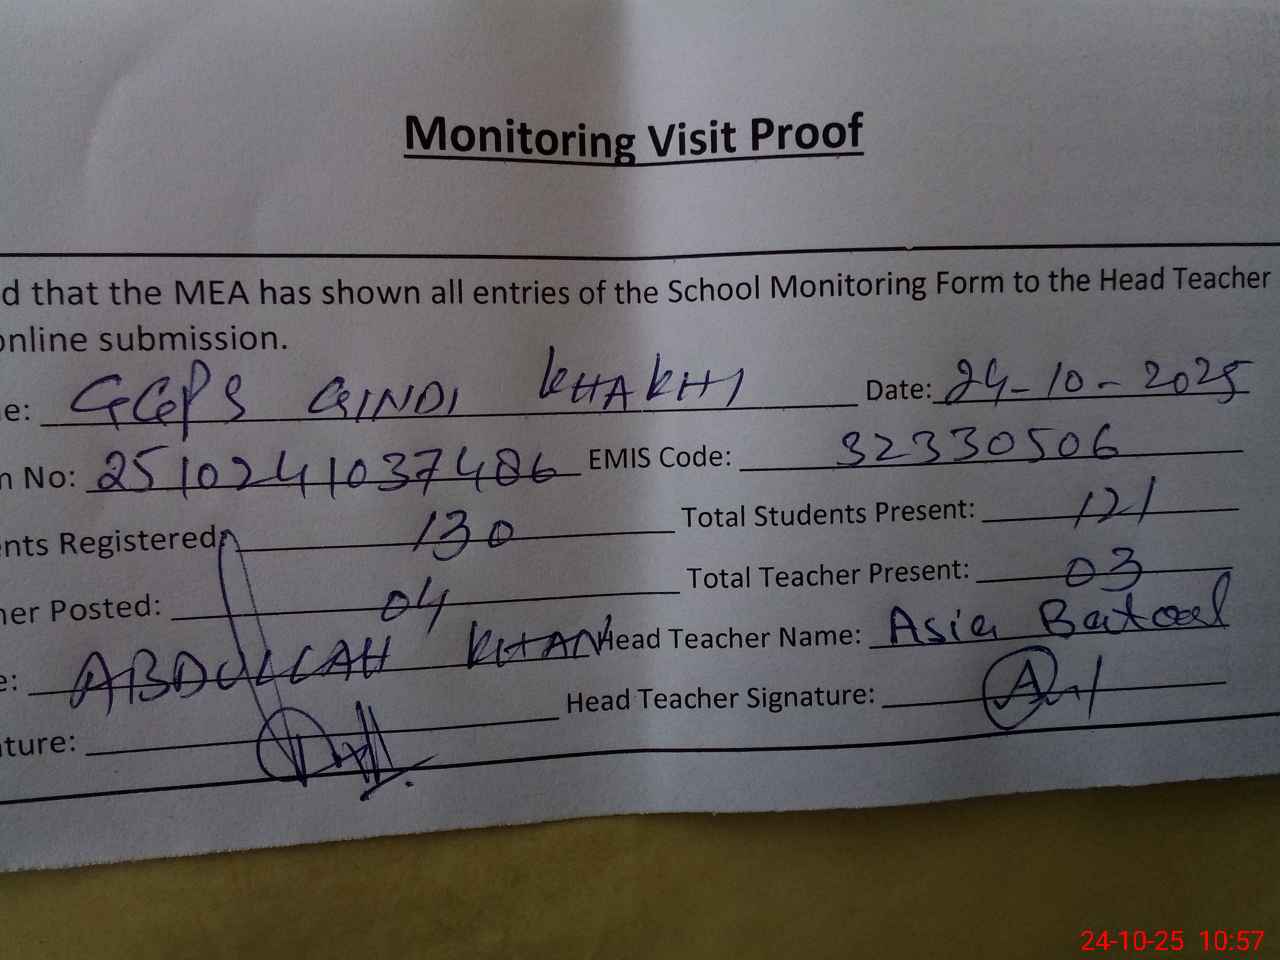 Monitoring Visit Proof
d that the MEA has shown all entries of the School Monitoring Form to the Head Teacher
online submission.
e: GGPS GINDI KHAKHI Date: 24-10-2025
n No: 2510241037486 EMIS Code: 32330506
nts Registered: 130 Total Students Present: 121
her Posted: 04 Total Teacher Present: 03
e: ABDULLAH KHAN Head Teacher Name: Asia Batool
ture: Head Teacher Signature:
24-10-25 10:57